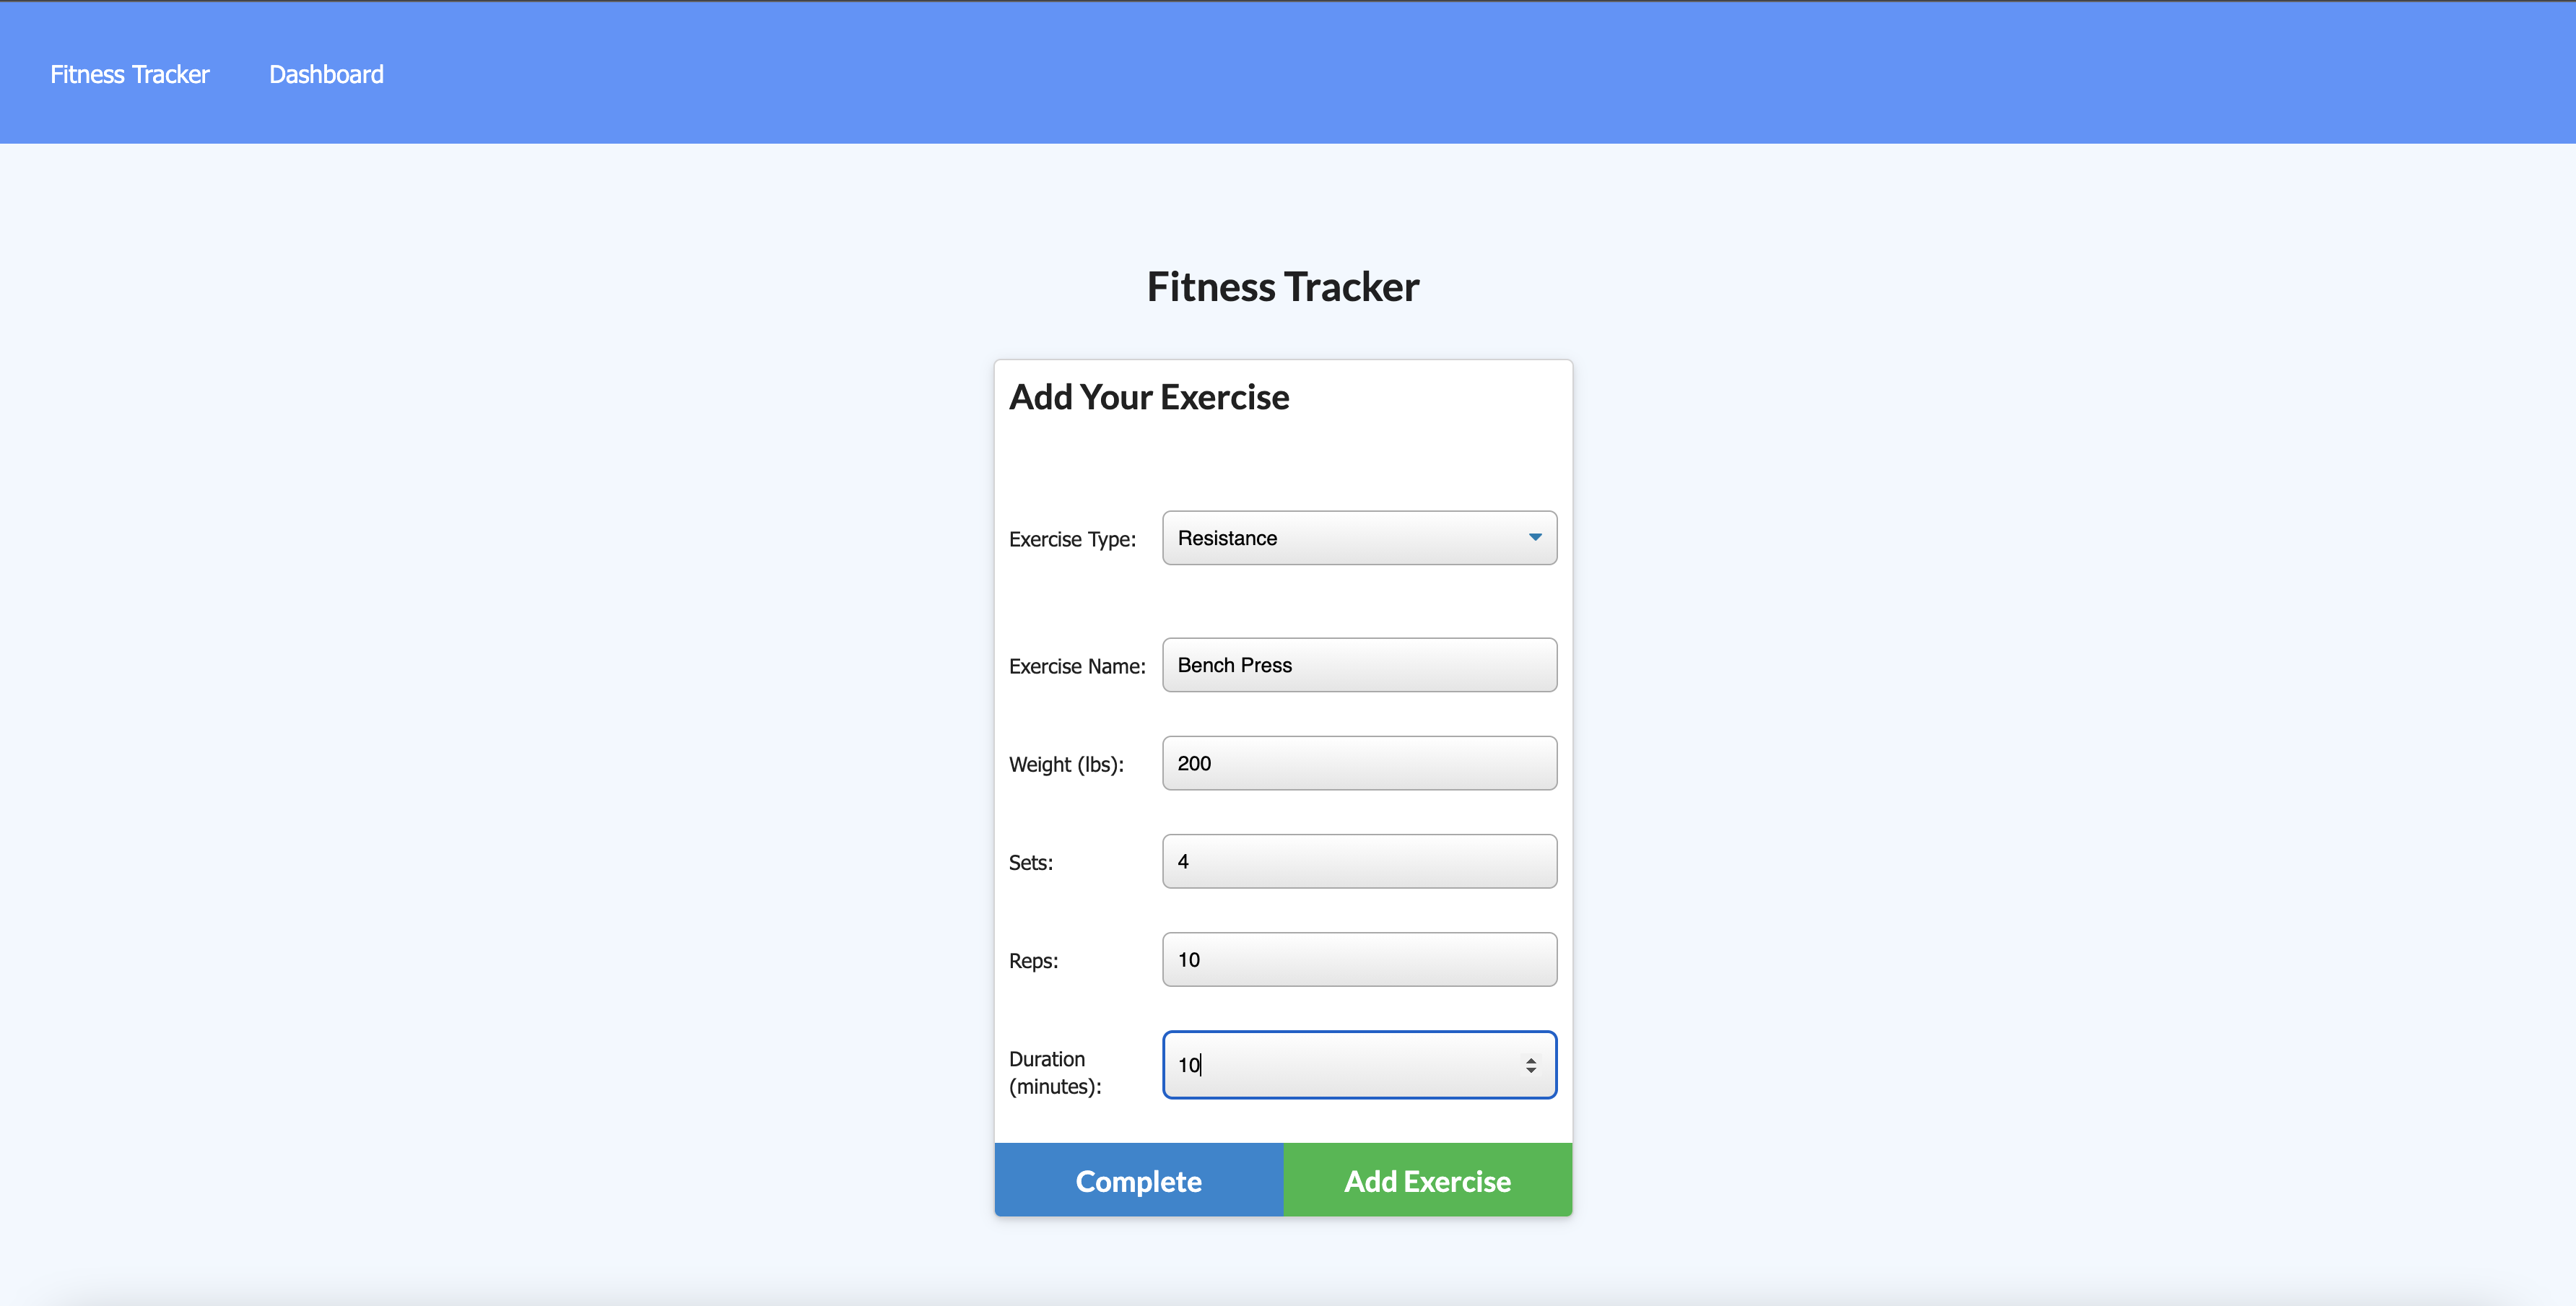 Fitness Tracker Dashboard
Fitness Tracker
Add Your Exercise
Exercise Type: Resistance
Exercise Name: Bench Press
Weight (lbs): 200
Sets: 4
Reps: 10
Duration
(minutes): 10
Complete Add Exercise